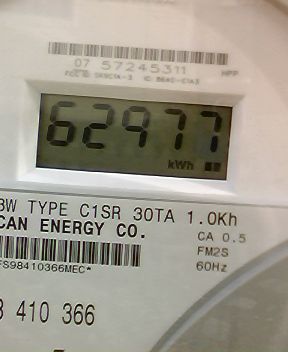 07 57245311
62977
kWh
3W TYPE C1SR 30TA 1.0Kh
CAN ENERGY CO.
CA 0.5
FM2S
FS98410366MEC*
60Hz
3 410 366